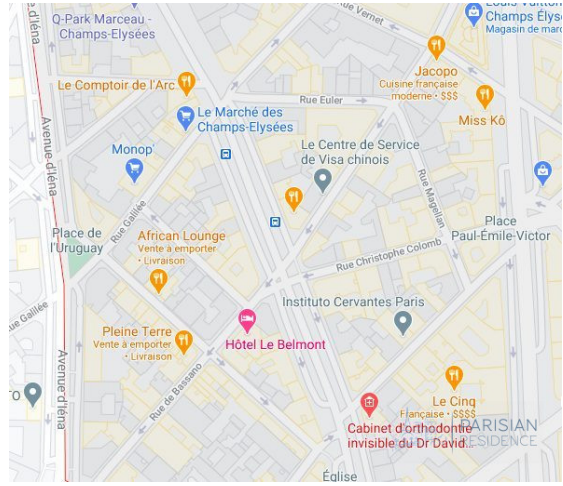 Q-Park Marceau -
Champs-Elysées
Rue Vernet
Louis Vuitton
Champs Élysé
Magasin de marc
Jacopo
Cuisine française
moderne • $$$
Le Comptoir de l'Arc
Rue Euler
Miss Kô
Le Marché des
Champs-Elysées
Avenue d'Iéna
Monop'
Le Centre de Service
de Visa chinois
Rue Magellan
Rue Galilée
Place de
l'Uruguay
African Lounge
Vente à emporter
• Livraison
Place
Paul-Émile-Victor
Rue Christophe Colomb
Rue Galilée
Instituto Cervantes Paris
Pleine Terre
Vente à emporter
• Livraison
Hôtel Le Belmont
Avenue d'Iéna
Rue de Bassano
TO
Le Cinq
Française • $$$$
Cabinet d'orthodontie
invisible du Dr David...
PARISIAN
RESIDENCE
Église